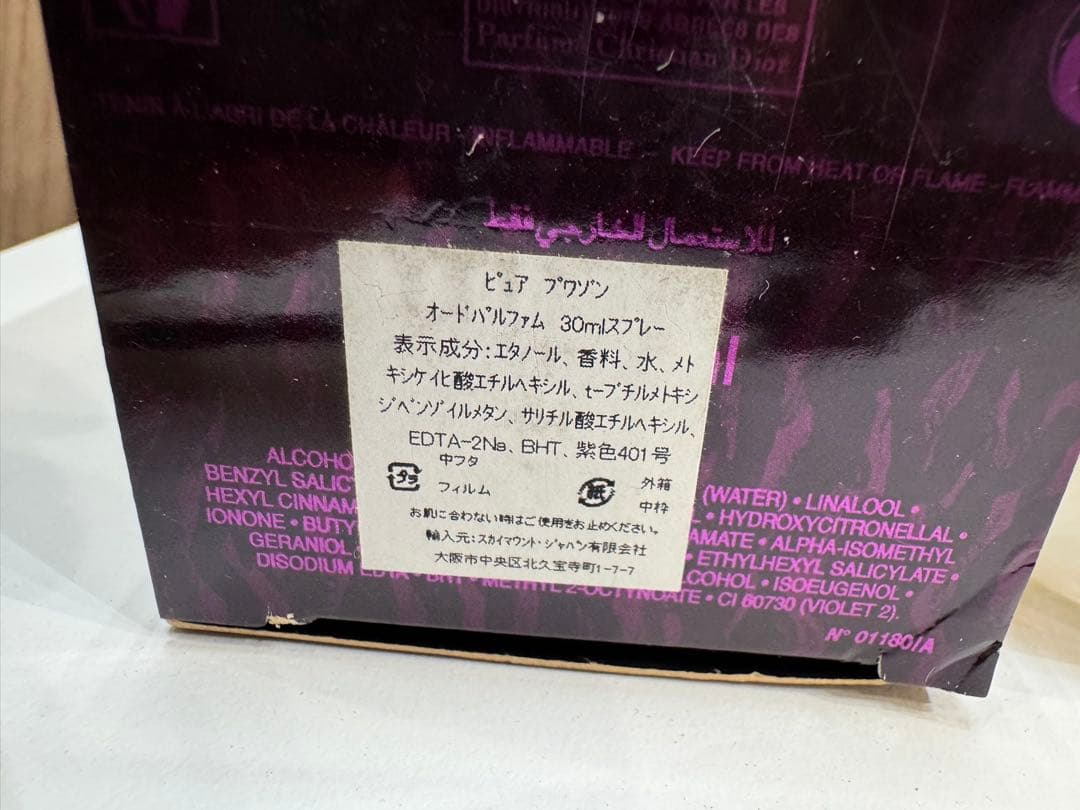 Parfums Christian Dior
TENIR A L'ABRI DE LA CHALEUR - INFLAMMABLE - KEEP FROM HEAT OR FLAME -
للاستعمال الخارجي فقط
ピュア プワゾン
オードパルファム 30mlスプレー
表示成分:エタノール、香料、水、メト
キシケイヒ酸エチルヘキシル、t-ブチルメトキシ
ジベンゾイルメタン、サリチル酸エチルヘキシル、
EDTA-2Na、BHT、紫色401号
中フタ
プラ フィルム
紙 外箱
中枠
お肌に合わない時はご使用をお止めください。
輸入元:スカイマウント・ジャパン有限会社
大阪市中央区北久宝寺町1-7-7
(WATER) • LINALOOL •
BENZYL
HYDROXYCITRONELLAL •
HEXYL
ALPHA-ISOMETHYL
IONONE •
ETHYLHEXYL SALICYLATE •
GERANIOL
ISOEUGENOL •
DISODIUM EDTA • BHT • METHYL 2-OCTYNOATE • CI 60730 (VIOLET 2).
N° 01180/A